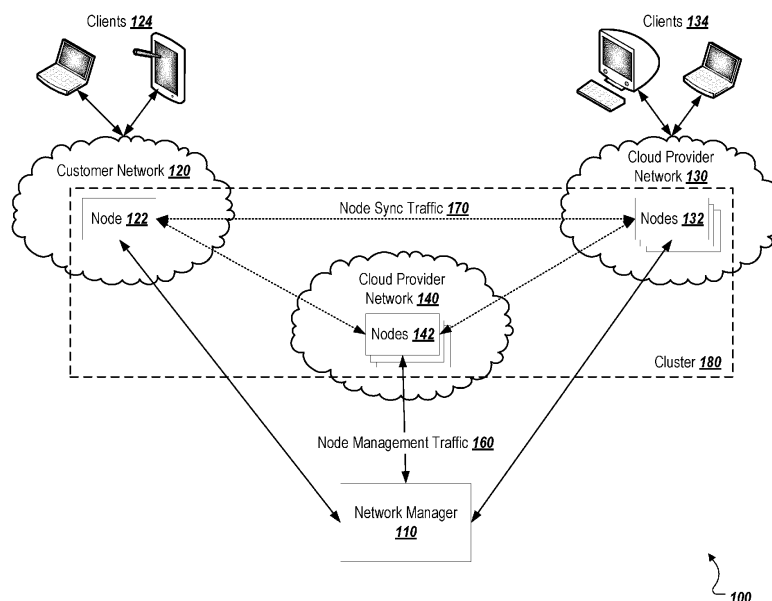 Clients 124
Clients 134
Customer Network 120
Cloud Provider
Network 130
Node 122
Node Sync Traffic 170
Nodes 132
Cloud Provider
Network 140
Nodes 142
Cluster 180
Node Management Traffic 160
Network Manager
110
100